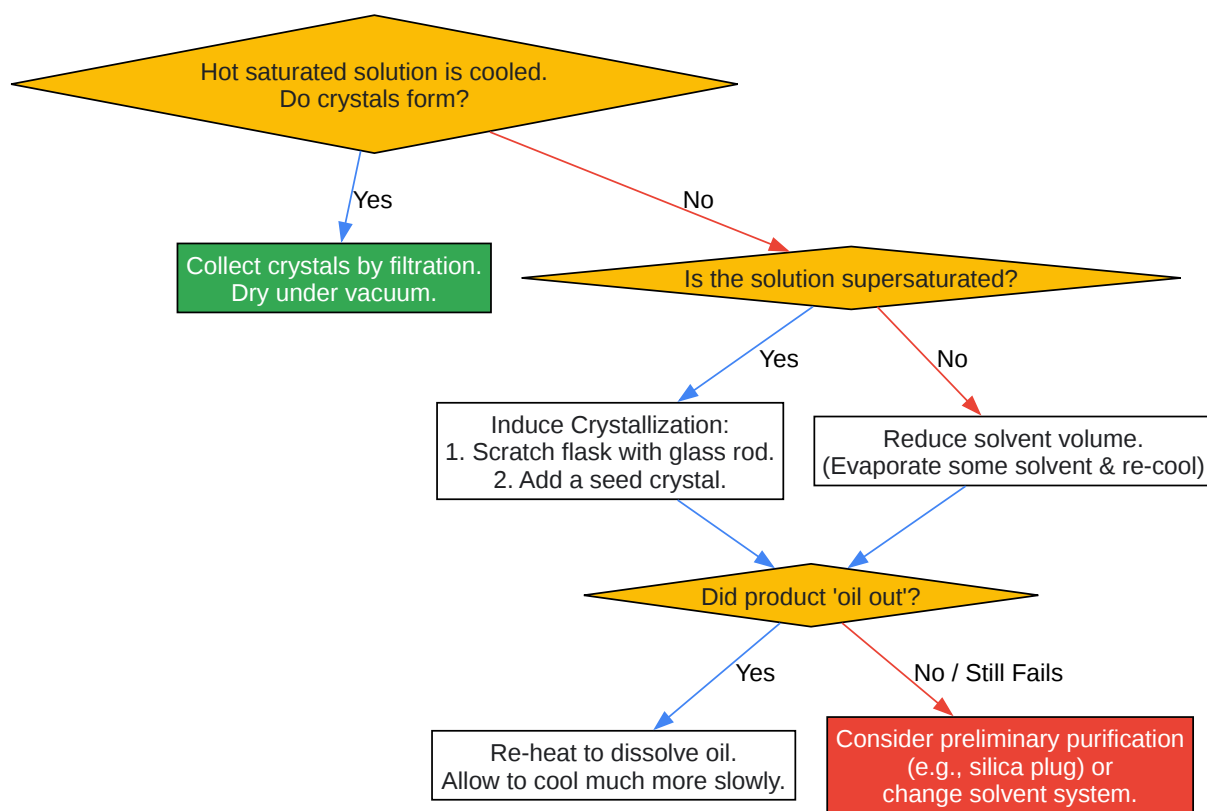 Hot saturated solution is cooled.
Do crystals form?
Yes
No
Collect crystals by filtration.
Dry under vacuum.
Is the solution supersaturated?
Yes
No
Induce Crystallization:
1. Scratch flask with glass rod.
2. Add a seed crystal.
Reduce solvent volume.
(Evaporate some solvent & re-cool)
Did product 'oil out'?
Yes
No / Still Fails
Re-heat to dissolve oil.
Allow to cool much more slowly.
Consider preliminary purification
(e.g., silica plug) or
change solvent system.